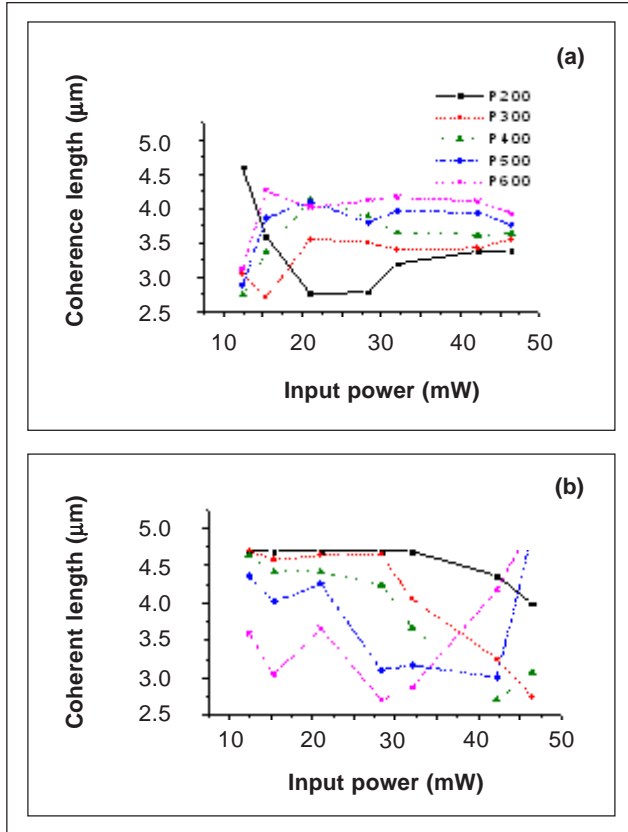 (a)
P200
P300
P400
P500
P600
Coherence length (µm)
5.0
4.5
4.0
3.5
3.0
2.5
10 20 30 40 50
Input power (mW)
(b)
Coherent length (µm)
5.0
4.5
4.0
3.5
3.0
2.5
10 20 30 40 50
Input power (mW)